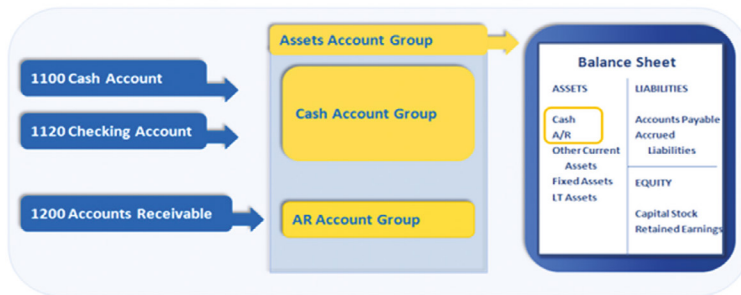 1100 Cash Account
1120 Checking Account
1200 Accounts Receivable
Assets Account Group
Cash Account Group
AR Account Group
Balance Sheet
ASSETS
Cash
A/R
Other Current
Assets
Fixed Assets
LT Assets
LIABILITIES
Accounts Payable
Accrued
Liabilities
EQUITY
Capital Stock
Retained Earnings